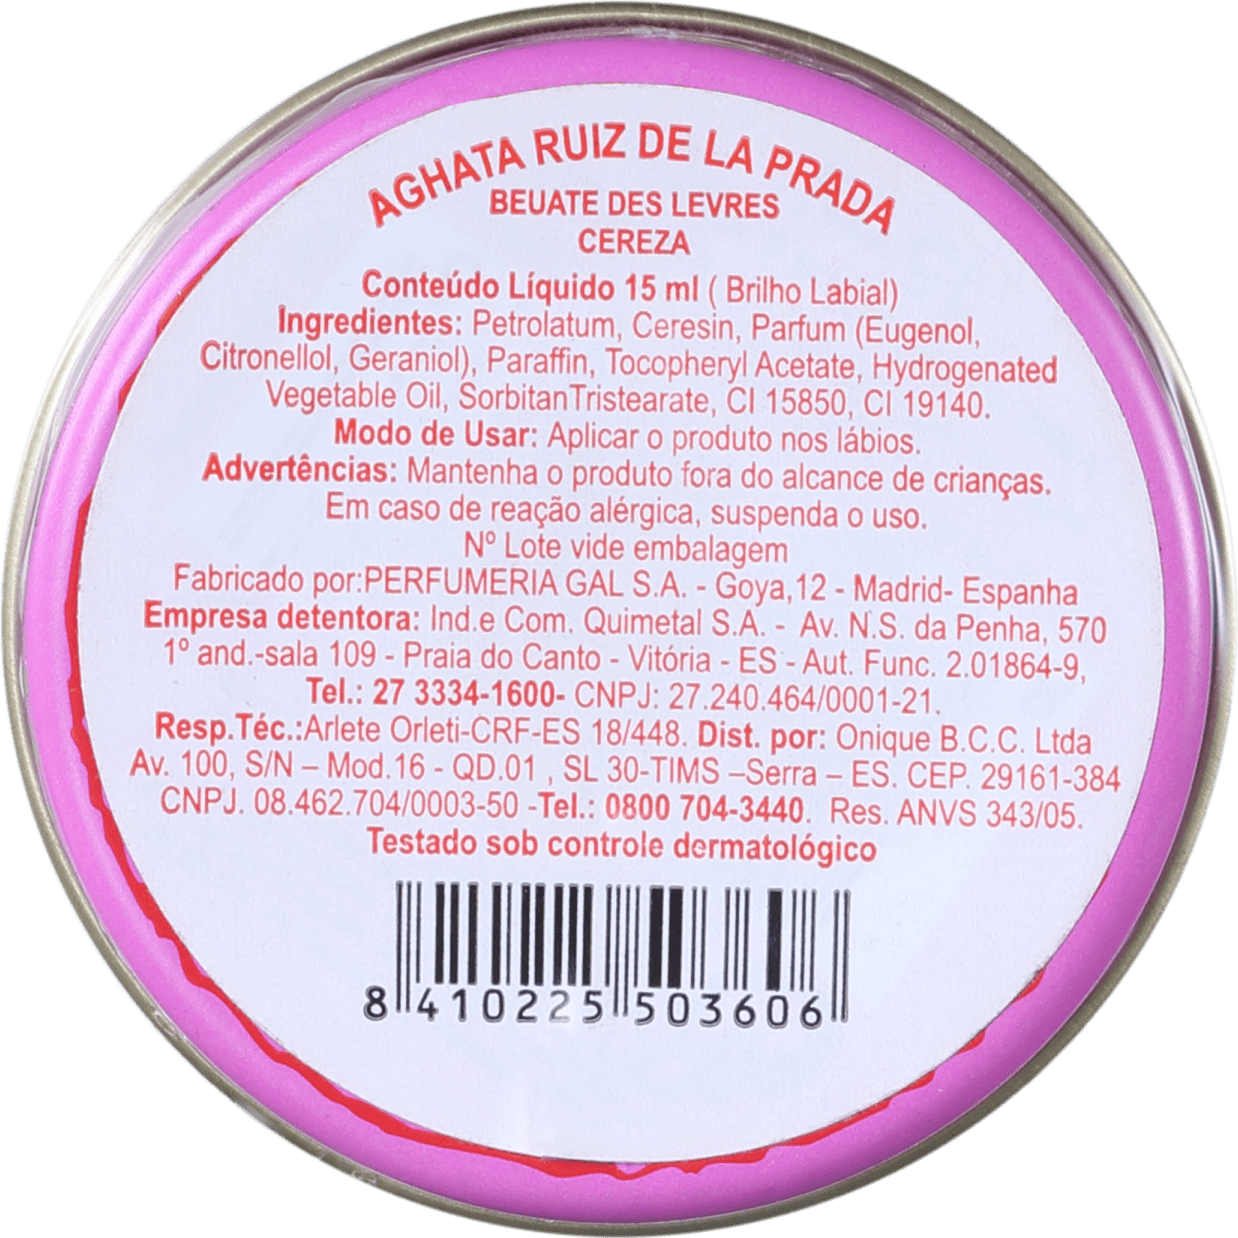 AGHATA RUIZ DE LA PRADA
BEUATE DES LEVRES
CEREZA
Conteúdo Líquido 15 ml ( Brilho Labial)
Ingredientes: Petrolatum, Ceresin, Parfum (Eugenol,
Citronellol, Geraniol), Paraffin, Tocopheryl Acetate, Hydrogenated
Vegetable Oil, SorbitanTristearate, CI 15850, CI 19140.
Modo de Usar: Aplicar o produto nos lábios.
Advertências: Mantenha o produto fora do alcance de crianças.
Em caso de reação alérgica, suspenda o uso.
Nº Lote vide embalagem
Fabricado por:PERFUMERIA GAL S.A. - Goya,12 - Madrid- Espanha
Empresa detentora: Ind.e Com. Quimetal S.A. - Av. N.S. da Penha, 570
1º and.-sala 109 - Praia do Canto - Vitória - ES - Aut. Func. 2.01864-9,
Tel.: 27 3334-1600- CNPJ: 27.240.464/0001-21.
Resp.Téc.:Arlete Orleti-CRF-ES 18/448. Dist. por: Onique B.C.C. Ltda
Av. 100, S/N – Mod.16 - QD.01 , SL 30-TIMS –Serra – ES. CEP. 29161-384
CNPJ. 08.462.704/0003-50 -Tel.: 0800 704-3440. Res. ANVS 343/05.
Testado sob controle dermatológico
8 410225 503606